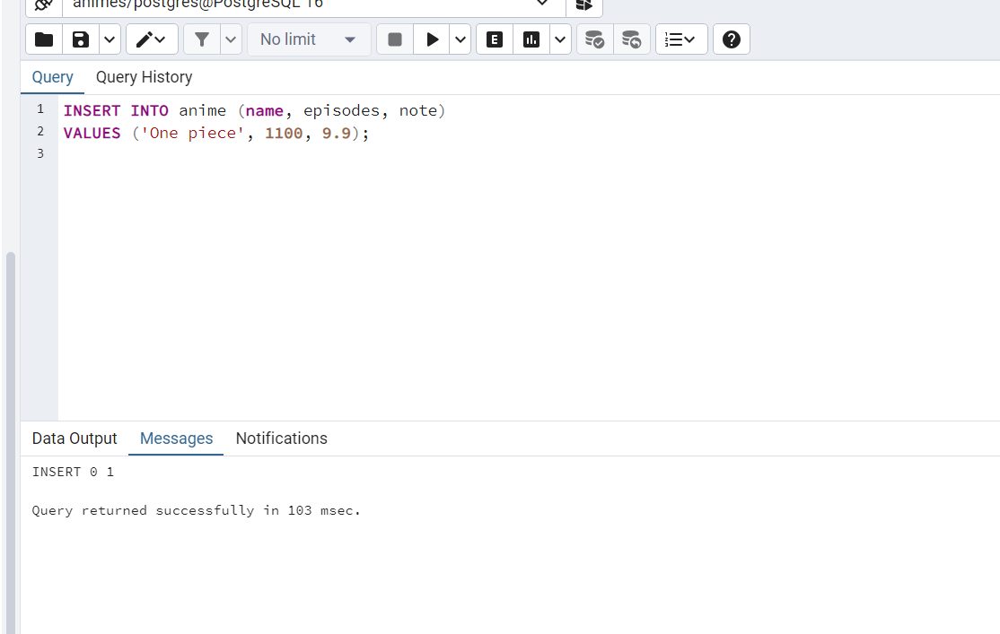 animes/postgres@PostgreSQL 16
No limit
E
Query Query History
1 INSERT INTO anime (name, episodes, note)
2 VALUES ('One piece', 1100, 9.9);
3
Data Output Messages Notifications
INSERT 0 1
Query returned successfully in 103 msec.